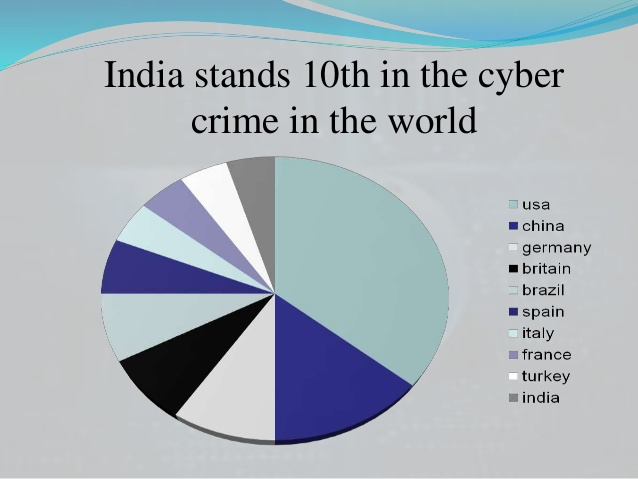 India stands 10th in the cyber
crime in the world
usa
china
germany
britain
brazil
spain
italy
france
turkey
india